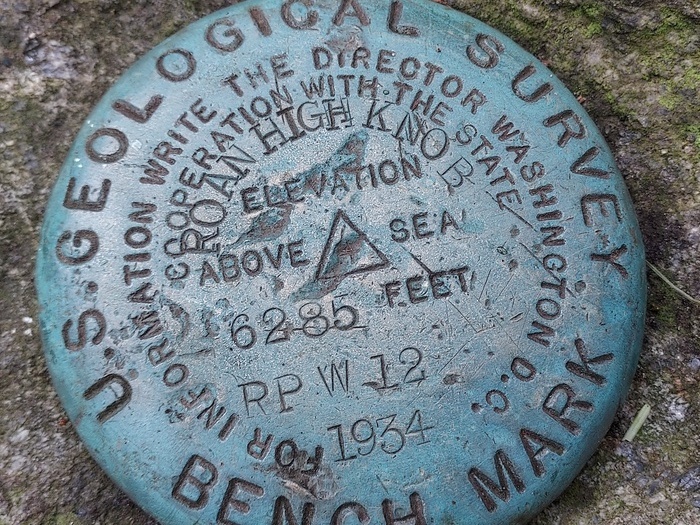 U.S. GEOLOGICAL SURVEY
BENCH MARK
FOR INFORMATION WRITE THE DIRECTOR WASHINGTON D.C.
COOPERATION WITH THE STATE
ROAN HIGH KNOB
ELEVATION
ABOVE SEA
6285 FEET
RP W 12
1934